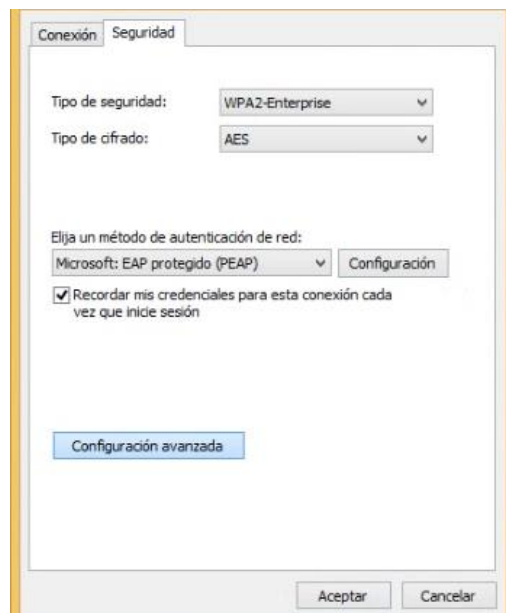 Conexión Seguridad
Tipo de seguridad: WPA2-Enterprise
Tipo de cifrado: AES
Elija un método de autenticación de red:
Microsoft: EAP protegido (PEAP) Configuración
Recordar mis credenciales para esta conexión cada
vez que inicie sesión
Configuración avanzada
Aceptar Cancelar